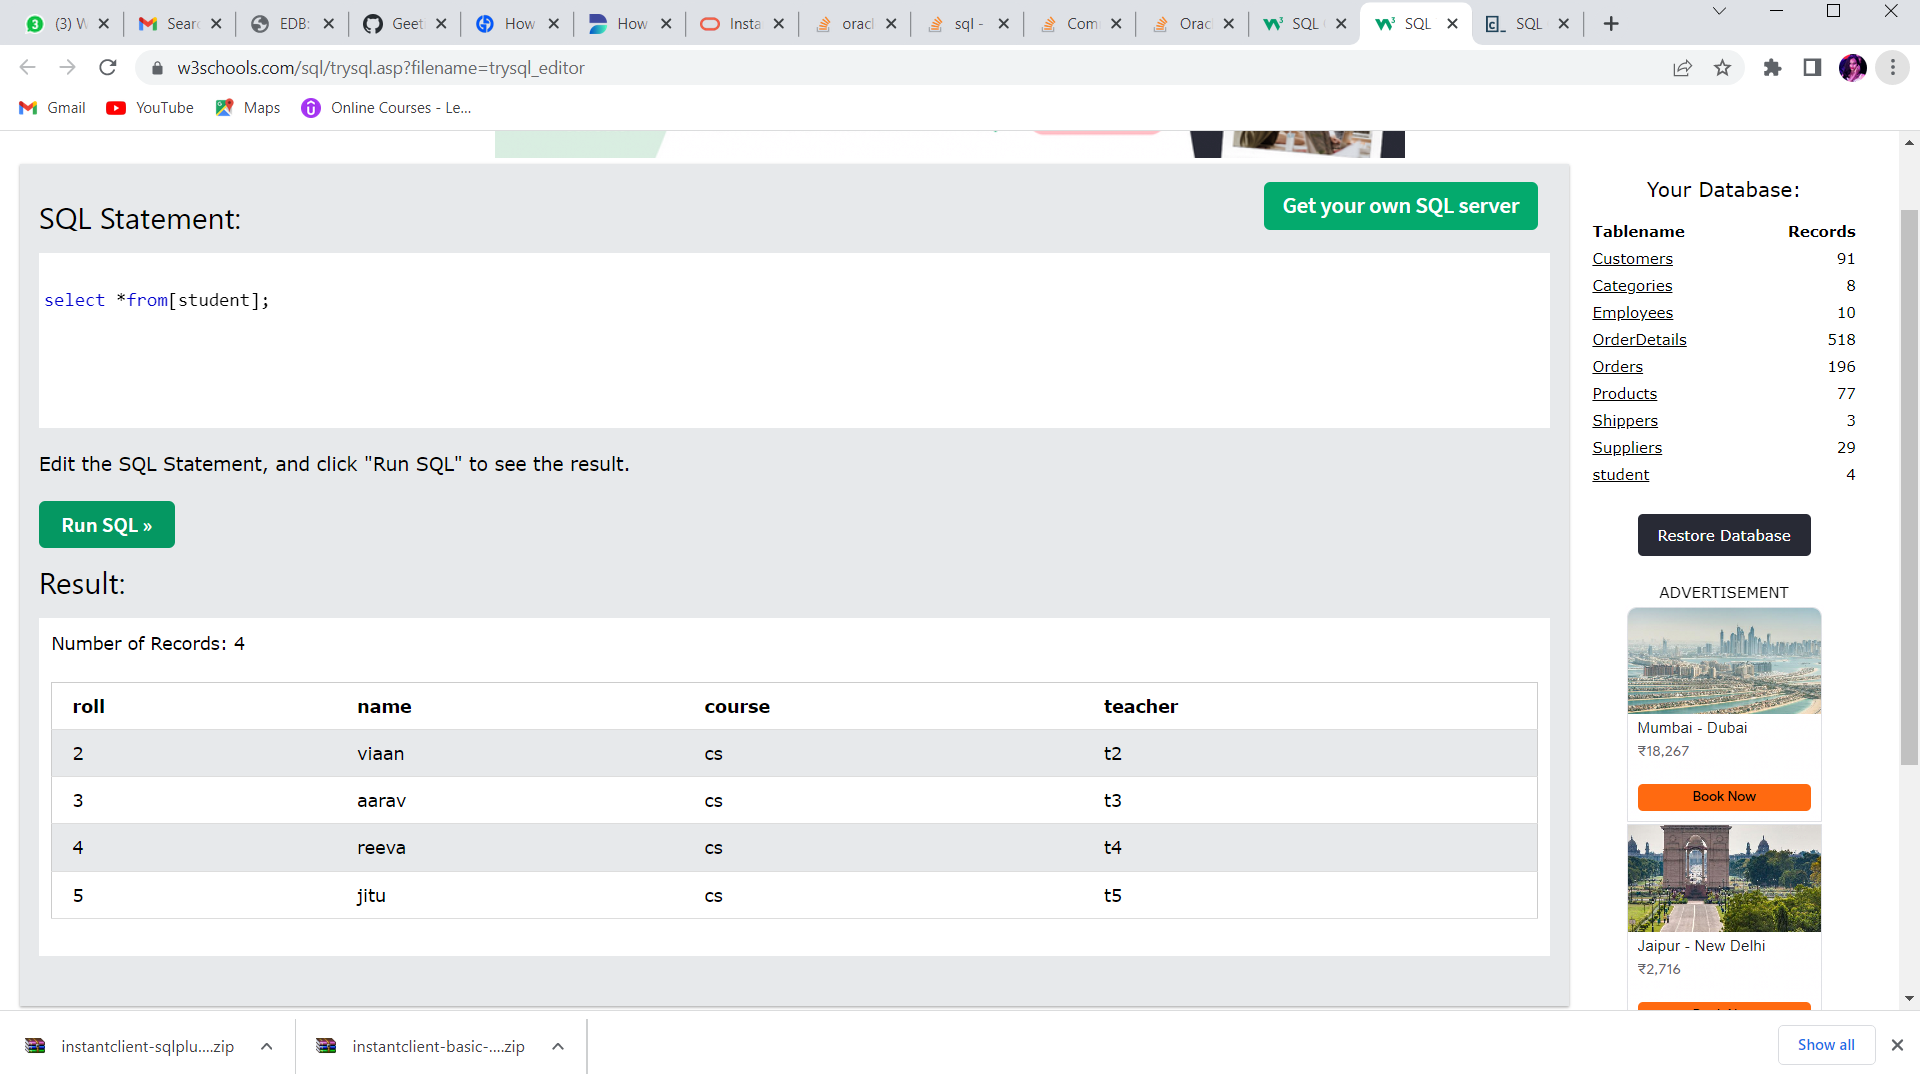 3 (3) W Sear EDB: Geet How How Insta oracl sql - Com Orac SQL SQL SQL
w3schools.com/sql/trysql.asp?filename=trysql_editor
Gmail YouTube Maps Online Courses - Le...
SQL Statement:
Get your own SQL server
select *from[student];
Edit the SQL Statement, and click "Run SQL" to see the result.
Run SQL »
Result:
Number of Records: 4
roll name course teacher
2 viaan cs t2
3 aarav cs t3
4 reeva cs t4
5 jitu cs t5
Your Database:
Tablename Records
Customers 91
Categories 8
Employees 10
OrderDetails 518
Orders 196
Products 77
Shippers 3
Suppliers 29
student 4
Restore Database
ADVERTISEMENT
Mumbai - Dubai
₹18,267
Book Now
Jaipur - New Delhi
₹2,716
instantclient-sqlplu....zip instantclient-basic-....zip Show all